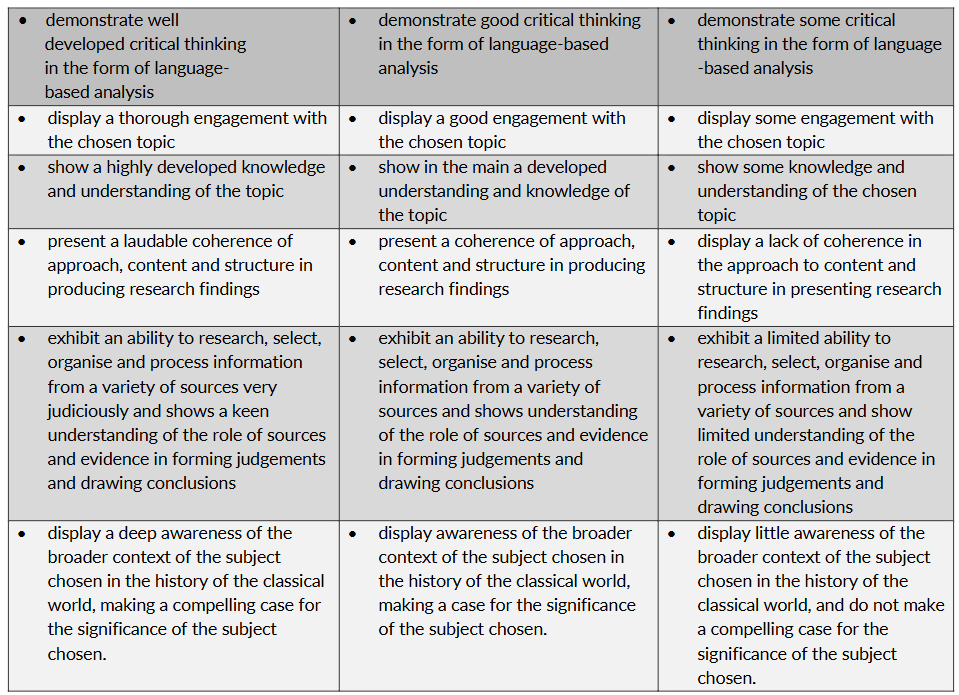 • demonstrate well
developed critical thinking
in the form of language-
based analysis
• demonstrate good critical thinking
in the form of language-based
analysis
• demonstrate some critical
thinking in the form of language
-based analysis
• display a thorough engagement with
the chosen topic
• display a good engagement with
the chosen topic
• display some engagement with
the chosen topic
• show a highly developed knowledge
and understanding of the topic
• show in the main a developed
understanding and knowledge of
the topic
• show some knowledge and
understanding of the chosen
topic
• present a laudable coherence of
approach, content and structure in
producing research findings
• present a coherence of approach,
content and structure in producing
research findings
• display a lack of coherence in
the approach to content and
structure in presenting research
findings
• exhibit an ability to research, select,
organise and process information
from a variety of sources very
judiciously and shows a keen
understanding of the role of sources
and evidence in forming judgements
and drawing conclusions
• exhibit an ability to research,
select, organise and process
information from a variety of
sources and shows understanding
of the role of sources and evidence
in forming judgements and
drawing conclusions
• exhibit a limited ability to
research, select, organise and
process information from a
variety of sources and show
limited understanding of the
role of sources and evidence in
forming judgements and
drawing conclusions
• display a deep awareness of the
broader context of the subject
chosen in the history of the classical
world, making a compelling case for
the significance of the subject
chosen.
• display awareness of the broader
context of the subject chosen in
the history of the classical world,
making a case for the significance
of the subject chosen.
• display little awareness of the
broader context of the subject
chosen in the history of the
classical world, and do not make
a compelling case for the
significance of the subject
chosen.